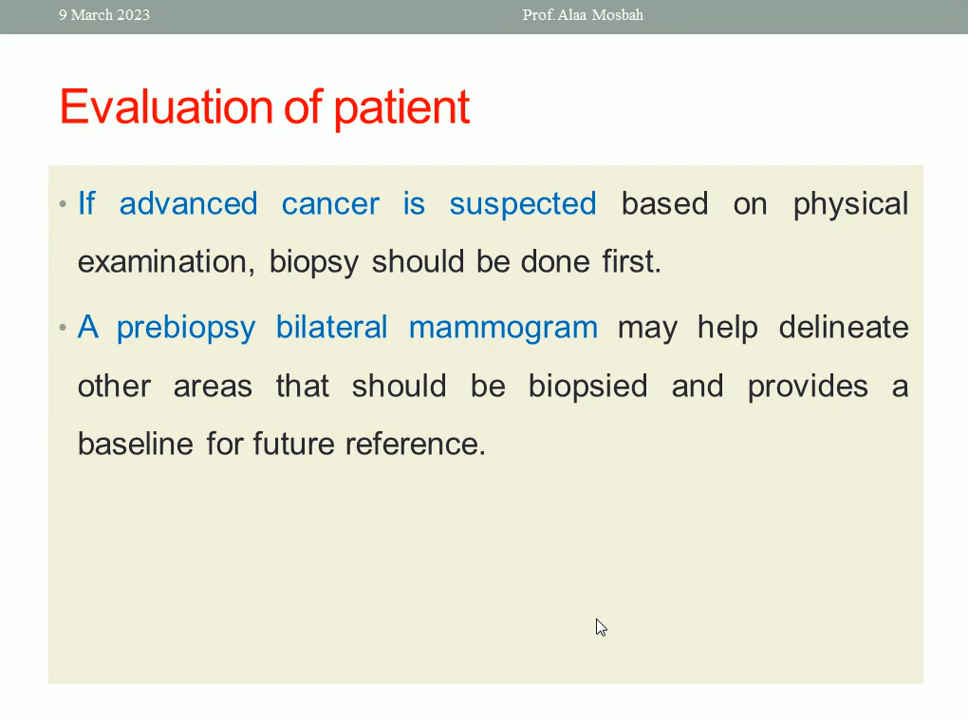 9 March 2023 Prof. Alaa Mosbah
Evaluation of patient
• If advanced cancer is suspected based on physical
examination, biopsy should be done first.
• A prebiopsy bilateral mammogram may help delineate
other areas that should be biopsied and provides a
baseline for future reference.